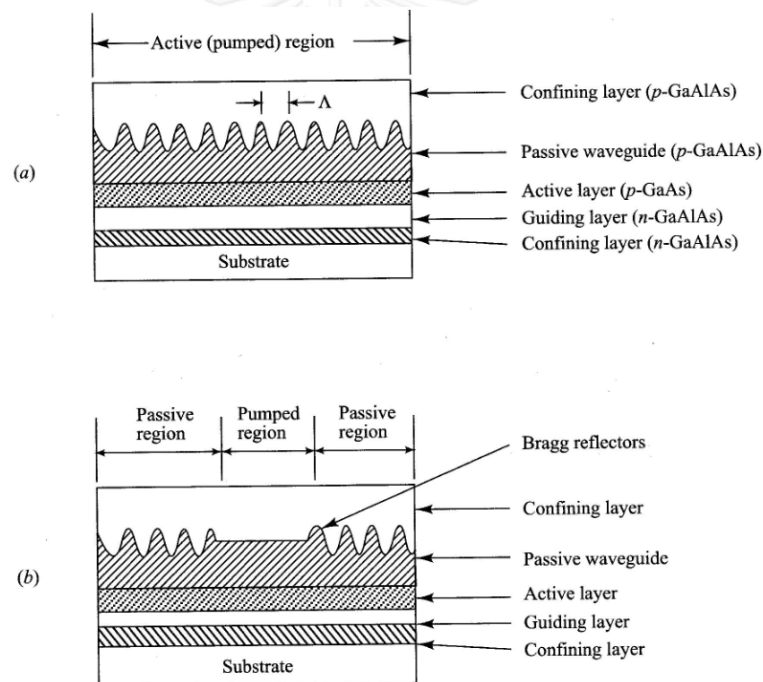 Active (pumped) region
Λ
Confining layer (p-GaAlAs)
Passive waveguide (p-GaAlAs)
(a)
Active layer (p-GaAs)
Guiding layer (n-GaAlAs)
Confining layer (n-GaAlAs)
Substrate
Passive region
Pumped region
Passive region
Bragg reflectors
Confining layer
Passive waveguide
(b)
Active layer
Guiding layer
Confining layer
Substrate